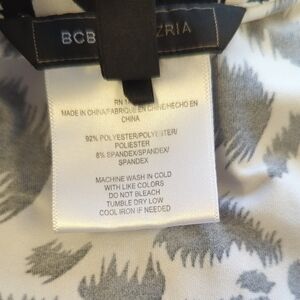 BCB ZRIA
RN
MADE IN CHINA/FABRIQUE EN CHINE/HECHO EN
CHINA
92% POLYESTER/POLYESTER/
POLIESTER
8% SPANDEX/SPANDEX/
SPANDEX
MACHINE WASH IN COLD
WITH LIKE COLORS
DO NOT BLEACH
TUMBLE DRY LOW
COOL IRON IF NEEDED